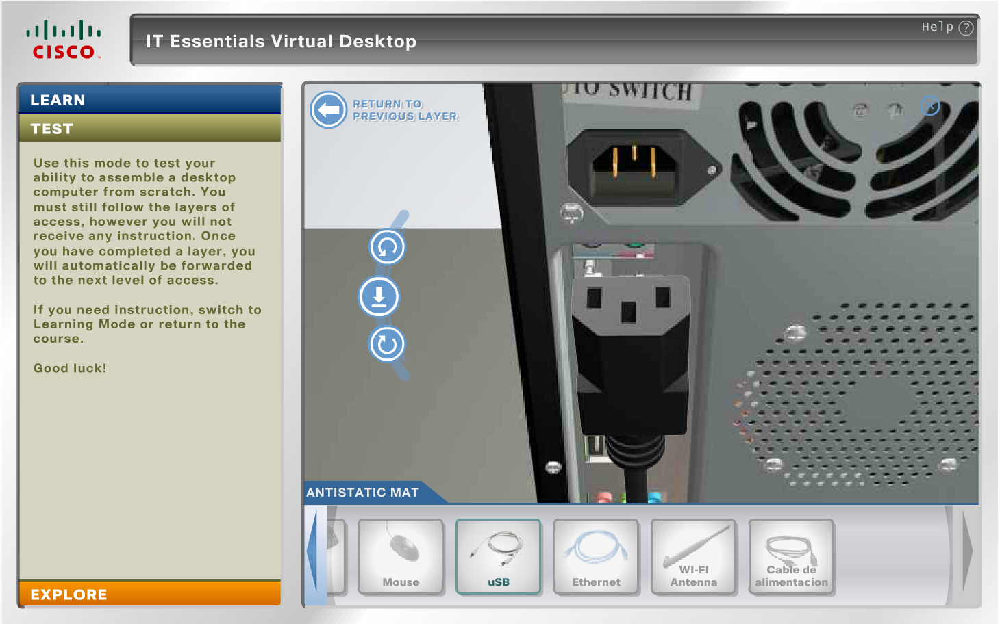 CISCO
IT Essentials Virtual Desktop
Help ?
LEARN
TEST
Use this mode to test your
ability to assemble a desktop
computer from scratch. You
must still follow the layers of
access, however you will not
receive any instruction. Once
you have completed a layer, you
will automatically be forwarded
to the next level of access.
If you need instruction, switch to
Learning Mode or return to the
course.
Good luck!
EXPLORE
RETURN TO
PREVIOUS LAYER
SWITCH
ANTISTATIC MAT
Mouse
uSB
Ethernet
WI-FI
Antenna
Cable de
alimentacion